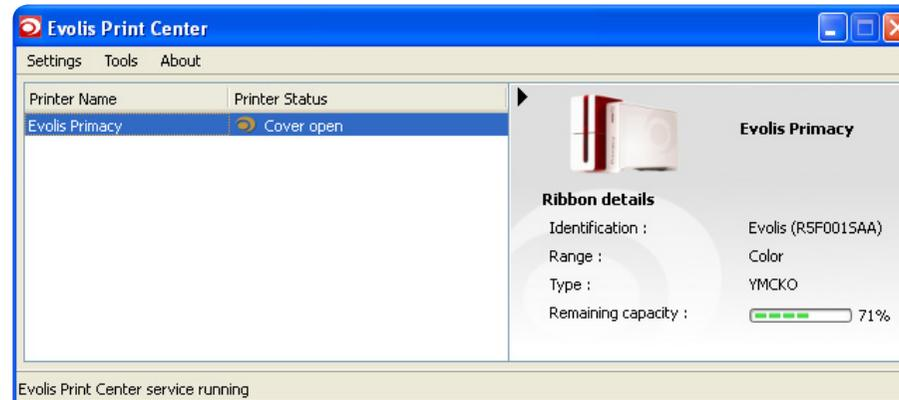 Evolis Print Center
Settings Tools About
Printer Name Printer Status
Evolis Primacy Cover open
Evolis Primacy
Ribbon details
Identification : Evolis (R5F001SAA)
Range : Color
Type : YMCKO
Remaining capacity : 71%
Evolis Print Center service running